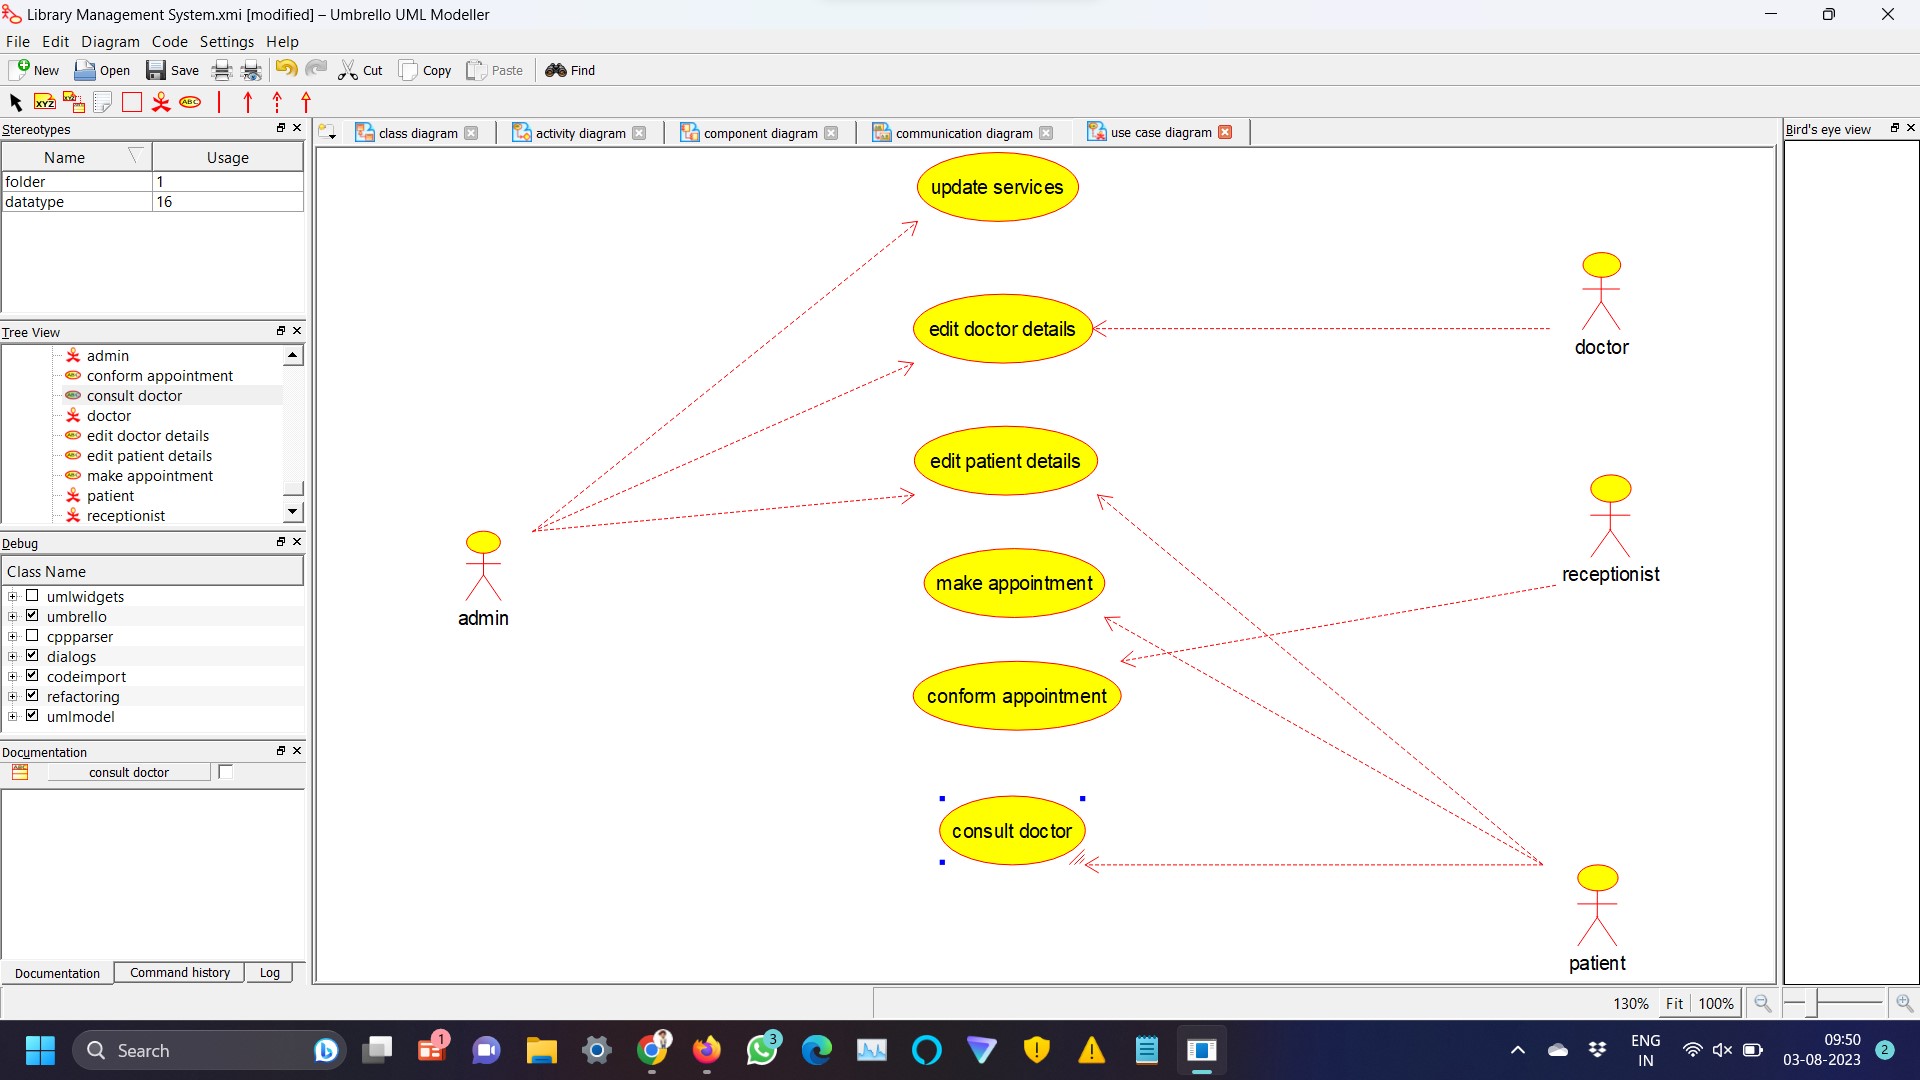 Library Management System.xmi [modified] – Umbrello UML Modeller
File Edit Diagram Code Settings Help
New Open Save Cut Copy Paste Find
XYZ XYZ ABC
Stereotypes
Name Usage
folder 1
datatype 16
Tree View
admin
conform appointment
consult doctor
doctor
edit doctor details
edit patient details
make appointment
patient
receptionist
Debug
Class Name
umlwidgets
umbrello
cppparser
dialogs
codeimport
refactoring
umlmodel
Documentation
consult doctor
Documentation Command history Log
class diagram activity diagram component diagram communication diagram use case diagram
update services
edit doctor details
doctor
edit patient details
receptionist
make appointment
admin
conform appointment
consult doctor
patient
Bird's eye view
130% Fit 100%
Search
1
3
ENG
IN
09:50
03-08-2023
2